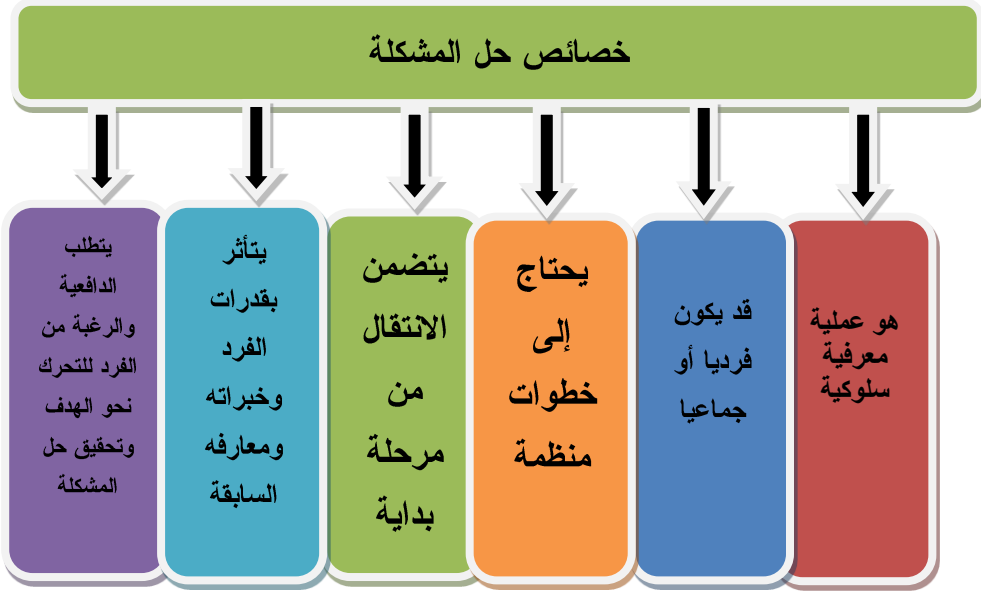 خصائص حل المشكلة
هو عملية
معرفية
سلوكية
قد يكون
فرديا أو
جماعيا
يحتاج
إلى
خطوات
منظمة
يتضمن
الانتقال
من
مرحلة
بداية
يتأثر
بقدرات
الفرد
وخبراته
ومعارفه
السابقة
يتطلب
الدافعية
والرغبة من
الفرد للتحرك
نحو الهدف
وتحقيق حل
المشكلة